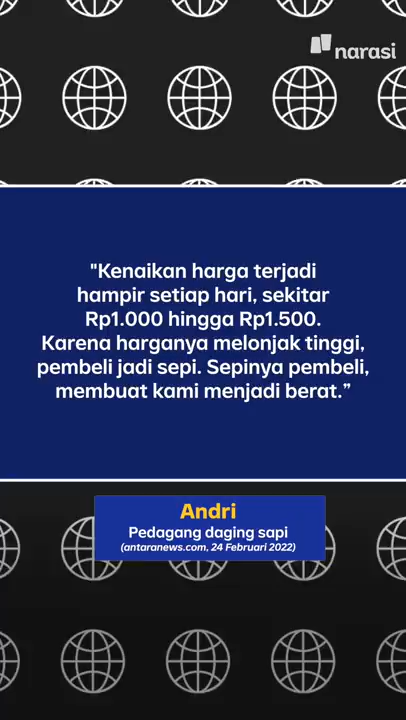 narasi
"Kenaikan harga terjadi
hampir setiap hari, sekitar
Rp1.000 hingga Rp1.500.
Karena harganya melonjak tinggi,
pembeli jadi sepi. Sepinya pembeli,
membuat kami menjadi berat.”
Andri
Pedagang daging sapi
(antaranews.com, 24 Februari 2022)